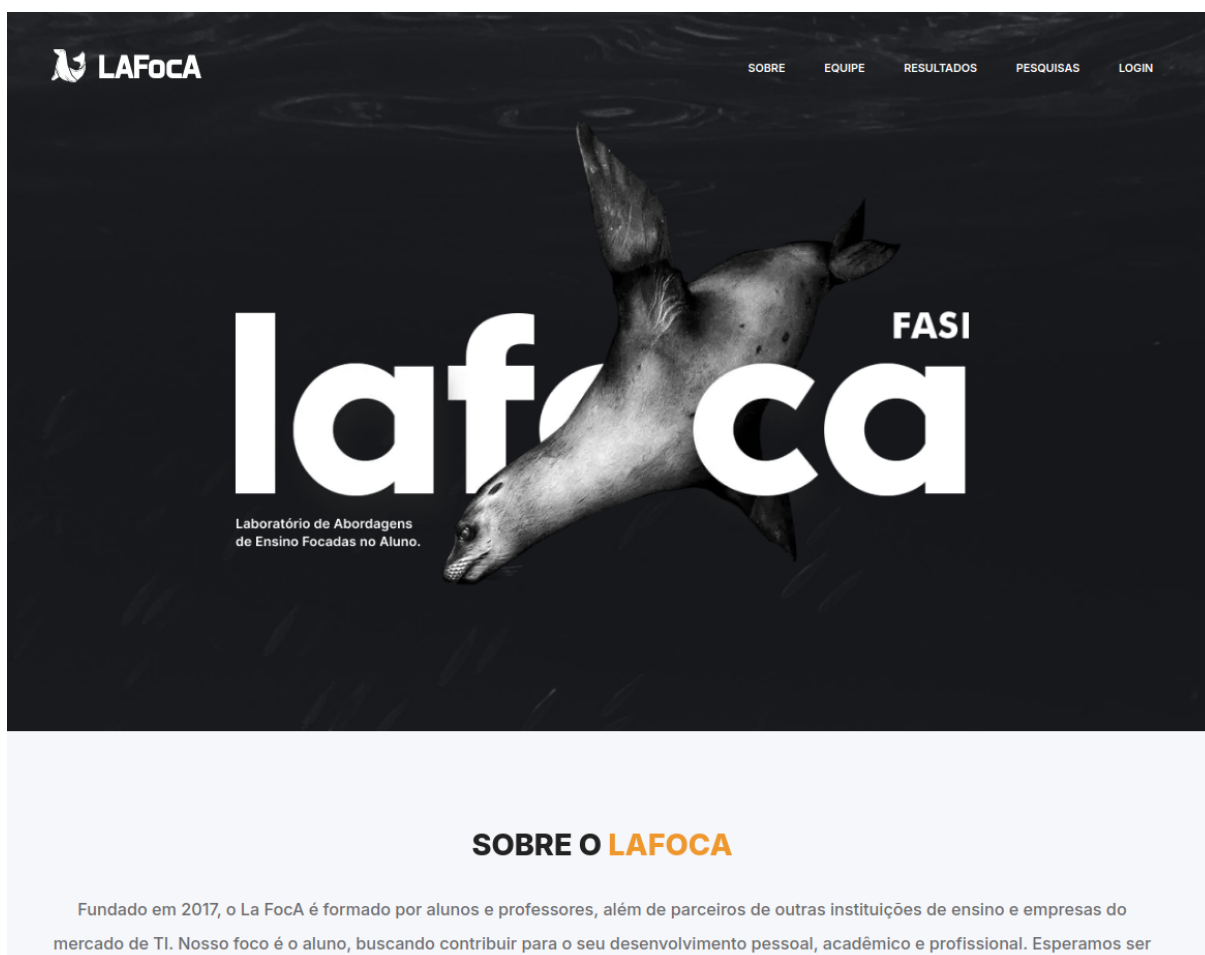 LAFocA
SOBRE
EQUIPE
RESULTADOS
PESQUISAS
LOGIN
FASI
lafoca
Laboratório de Abordagens
de Ensino Focadas no Aluno.
SOBRE O LAFOCA
Fundado em 2017, o La FocA é formado por alunos e professores, além de parceiros de outras instituições de ensino e empresas do
mercado de TI. Nosso foco é o aluno, buscando contribuir para o seu desenvolvimento pessoal, acadêmico e profissional. Esperamos ser